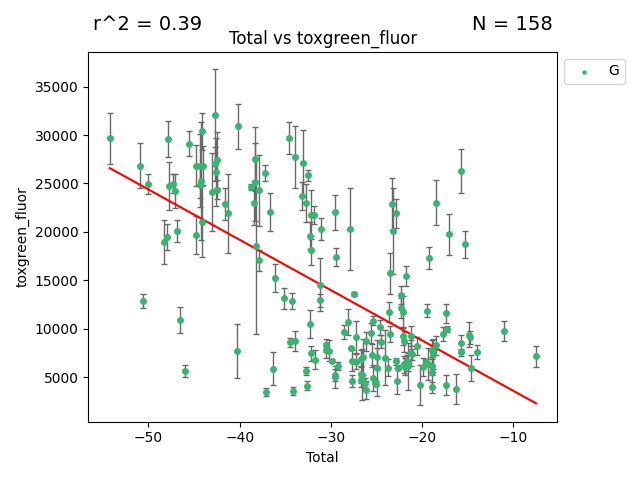 r^2 = 0.39
N = 158
Total vs toxgreen_fluor
G
35000
30000
25000
20000
15000
10000
5000
toxgreen_fluor
−50
−40
−30
−20
−10
Total